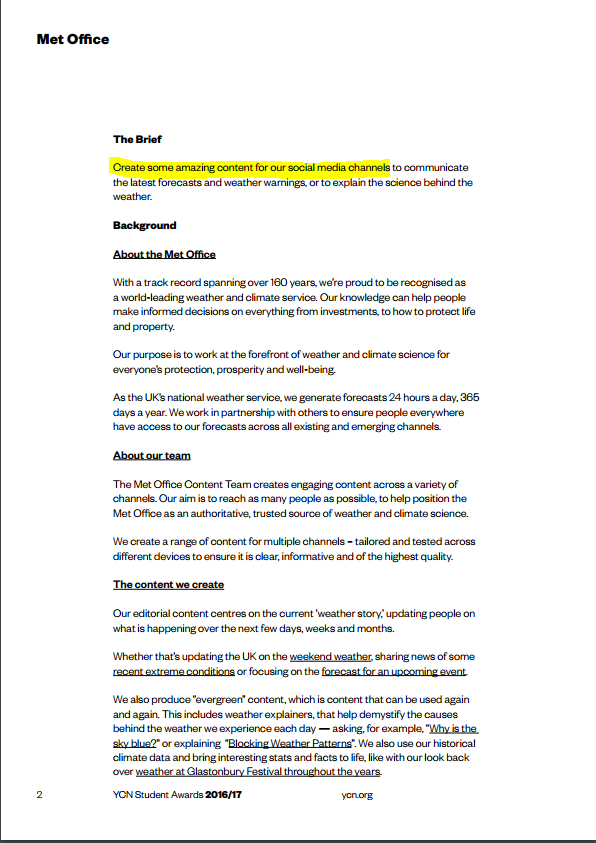 Met Office
The Brief
Create some amazing content for our social media channels to communicate
the latest forecasts and weather warnings, or to explain the science behind the
weather.
Background
About the Met Office
With a track record spanning over 160 years, we're proud to be recognised as
a world-leading weather and climate service. Our knowledge can help people
make informed decisions on everything from investments, to how to protect life
and property.
Our purpose is to work at the forefront of weather and climate science for
everyone's protection, prosperity and well-being.
As the UK's national weather service, we generate forecasts 24 hours a day, 365
days a year. We work in partnership with others to ensure people everywhere
have access to our forecasts across all existing and emerging channels.
About our team
The Met Office Content Team creates engaging content across a variety of
channels. Our aim is to reach as many people as possible, to help position the
Met Office as an authoritative, trusted source of weather and climate science.
We create a range of content for multiple channels – tailored and tested across
different devices to ensure it is clear, informative and of the highest quality.
The content we create
Our editorial content centres on the current 'weather story,' updating people on
what is happening over the next few days, weeks and months.
Whether that's updating the UK on the weekend weather, sharing news of some
recent extreme conditions or focusing on the forecast for an upcoming event.
We also produce "evergreen" content, which is content that can be used again
and again. This includes weather explainers, that help demystify the causes
behind the weather we experience each day — asking, for example, "Why is the
sky blue?" or explaining "Blocking Weather Patterns". We also use our historical
climate data and bring interesting stats and facts to life, like with our look back
over weather at Glastonbury Festival throughout the years.
2 YCN Student Awards 2016/17 ycn.org